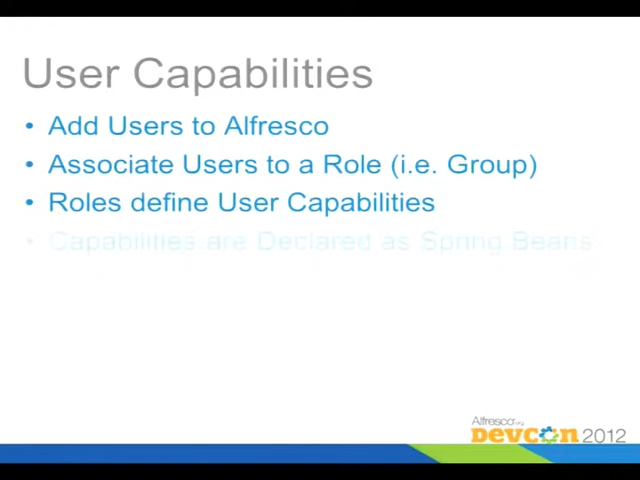 User Capabilities
• Add Users to Alfresco
• Associate Users to a Role (i.e. Group)
• Roles define User Capabilities
• Capabilities are Declared as Spring Beans
Alfresco.org
DEVCON 2012